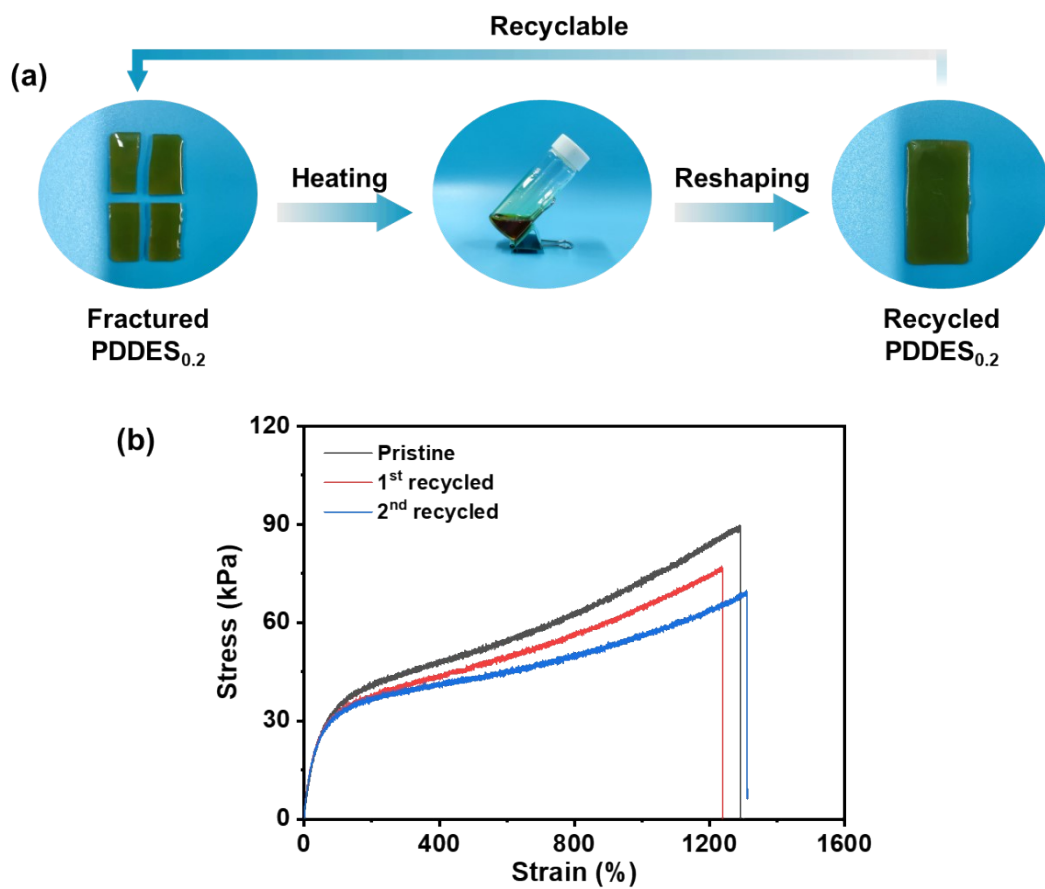 Recyclable
(a)
Heating
Reshaping
Fractured
PDDES0.2
Recycled
PDDES0.2
(b)
120
90
60
30
0
Stress (kPa)
Pristine
1st recycled
2nd recycled
0 400 800 1200 1600
Strain (%)